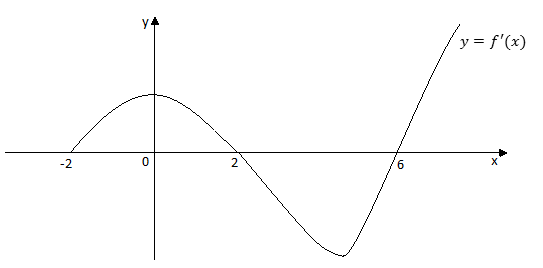 y
y = f'(x)
-2 0 2 6 x